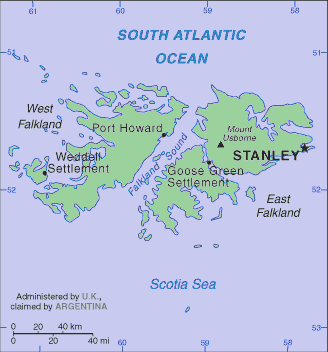 61 60 59 58
SOUTH ATLANTIC
OCEAN
51 51
West
Falkland
Port Howard
Mount
Usborne
STANLEY
Weddell
Settlement
Falkland Sound
Goose Green
Settlement
52 52
East
Falkland
Scotia Sea
Administered by U.K.,
claimed by ARGENTINA
0 20 40 km
0 20 40 mi
53
61 60 59 58